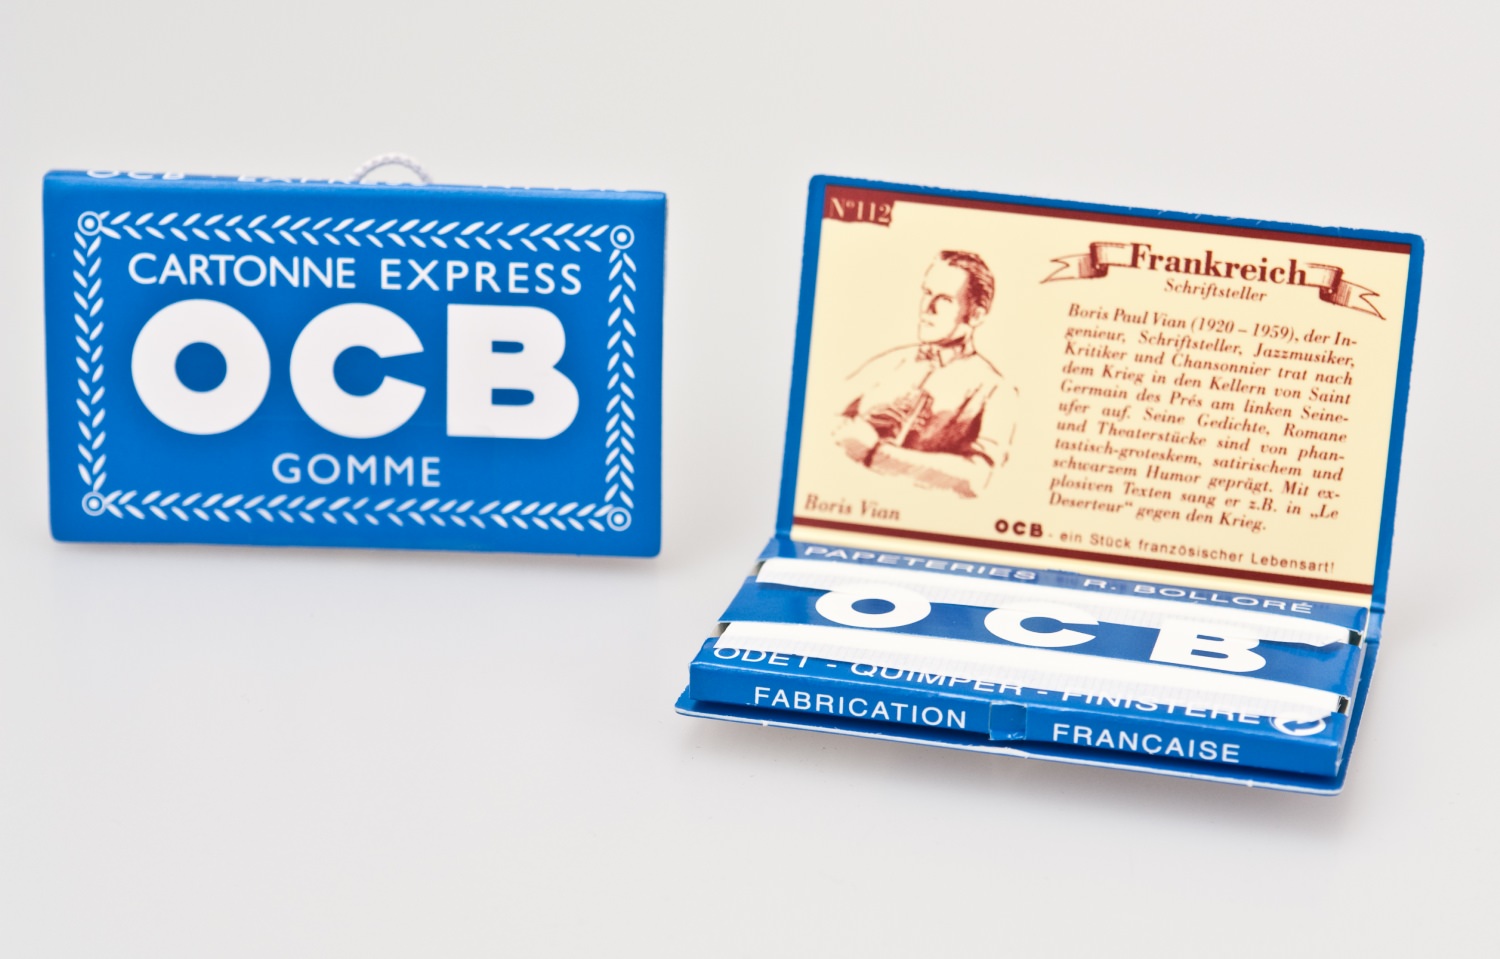 CARTONNE EXPRESS
OCB
GOMME
Nº112
Frankreich
Schriftsteller
Boris Paul Vian (1920 – 1959), der In-
genieur, Schriftsteller, Jazzmusiker,
Kritiker und Chansonnier trat nach
dem Krieg in den Kellern von Saint
Germain des Prés am linken Seine-
ufer auf. Seine Gedichte, Romane
und Theaterstücke sind von phan-
tastisch-groteskem, satirischem und
schwarzem Humor geprägt. Mit ex-
plosiven Texten sang er z.B. in „Le
Deserteur“ gegen den Krieg.
Boris Vian
OCB - ein Stück französischer Lebensart!
PAPETERIES R. BOLLORÉ
OCB
ODET - QUIMPER - FINISTÈRE
FABRICATION FRANÇAISE